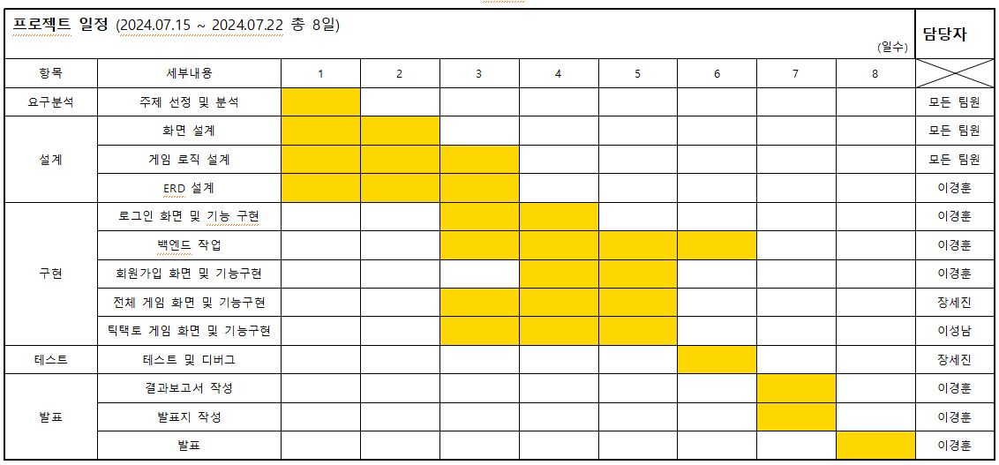 프로젝트 일정 (2024.07.15 ~ 2024.07.22 총 8일)
(일수)
담당자
항목 세부내용 1 2 3 4 5 6 7 8
요구분석 주제 선정 및 분석 모든 팀원
설계 화면 설계 모든 팀원
게임 로직 설계 모든 팀원
ERD 설계 이경훈
구현 로그인 화면 및 기능 구현 이경훈
백엔드 작업 이경훈
회원가입 화면 및 기능구현 이경훈
전체 게임 화면 및 기능구현 장세진
틱택토 게임 화면 및 기능구현 이성남
테스트 테스트 및 디버그 장세진
발표 결과보고서 작성 이경훈
발표지 작성 이경훈
발표 이경훈